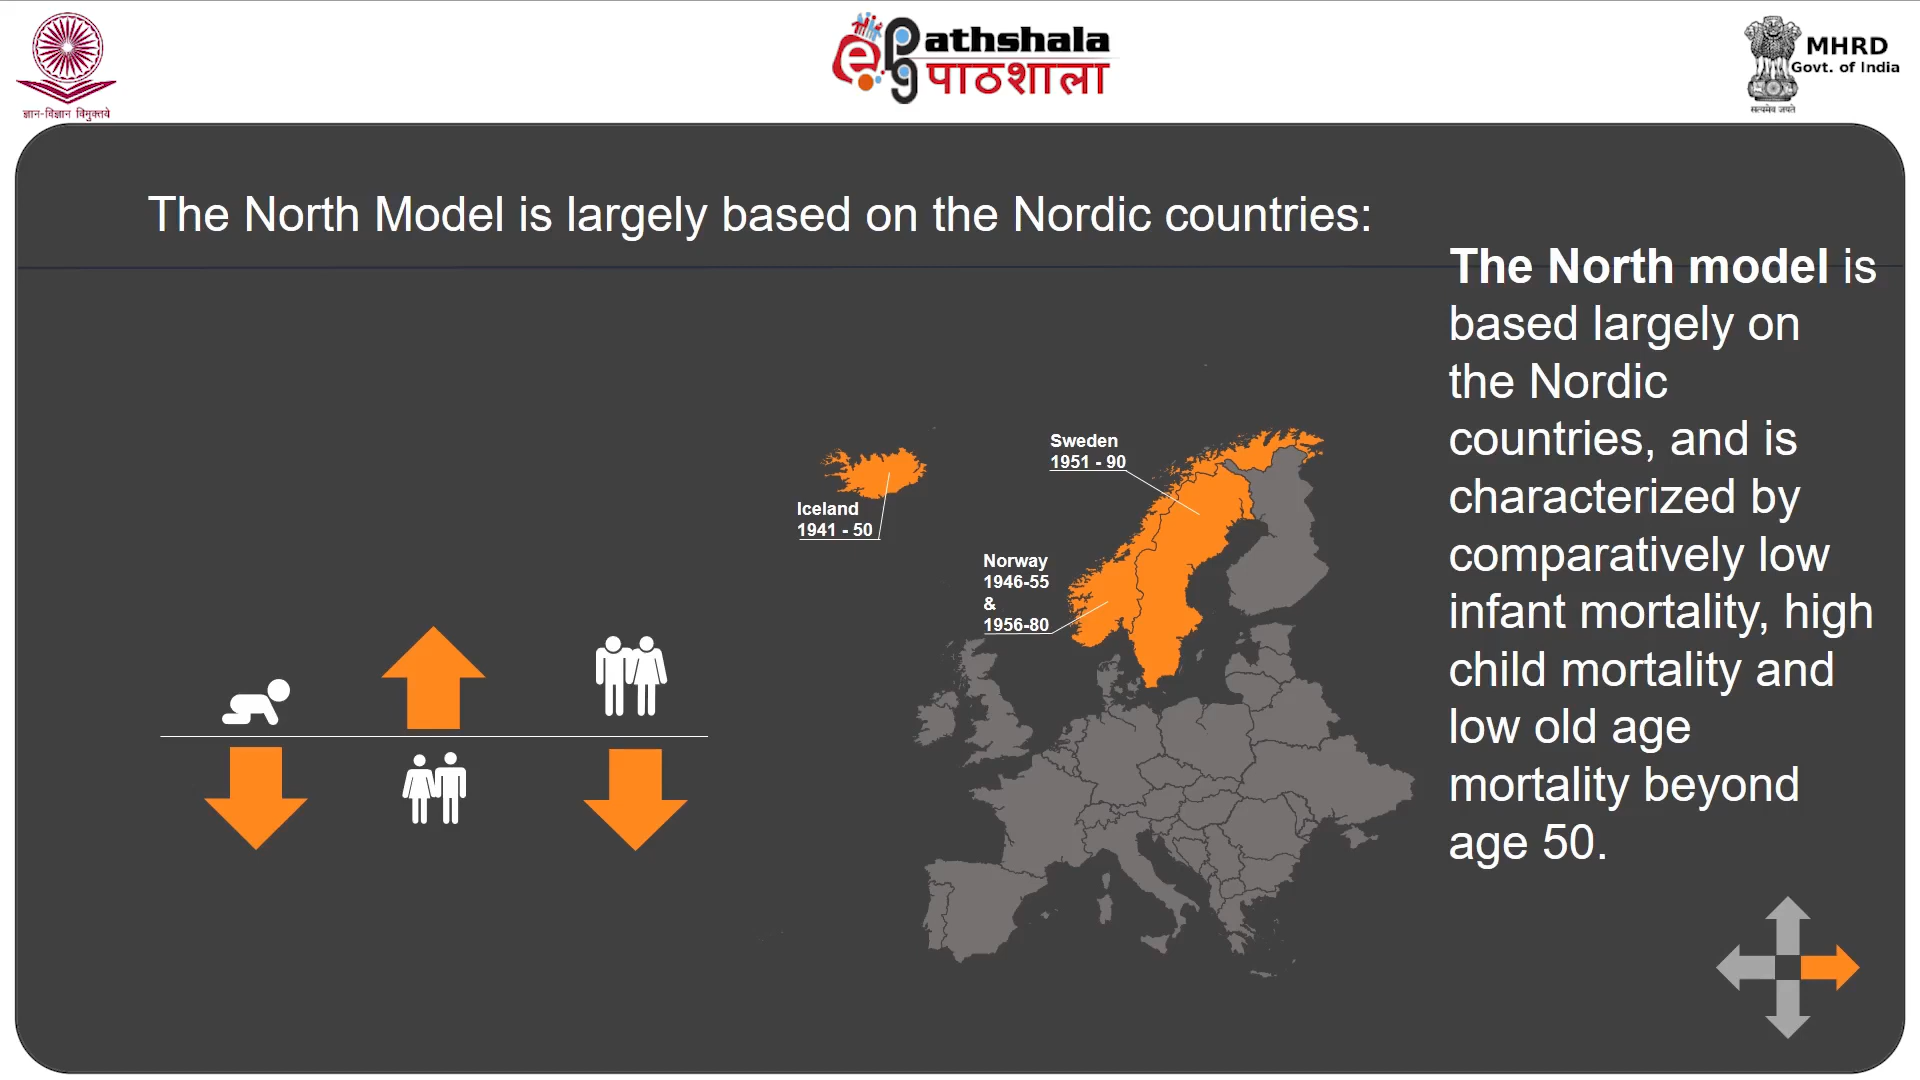 ज्ञान-विज्ञान विमुक्तये
e
Pg
athshala
पाठशाला
MHRD
Govt. of India
सत्यमेव जयते
The North Model is largely based on the Nordic countries:
Sweden
1951 - 90
Iceland
1941 - 50
Norway
1946-55
&
1956-80
The North model is
based largely on
the Nordic
countries, and is
characterized by
comparatively low
infant mortality, high
child mortality and
low old age
mortality beyond
age 50.